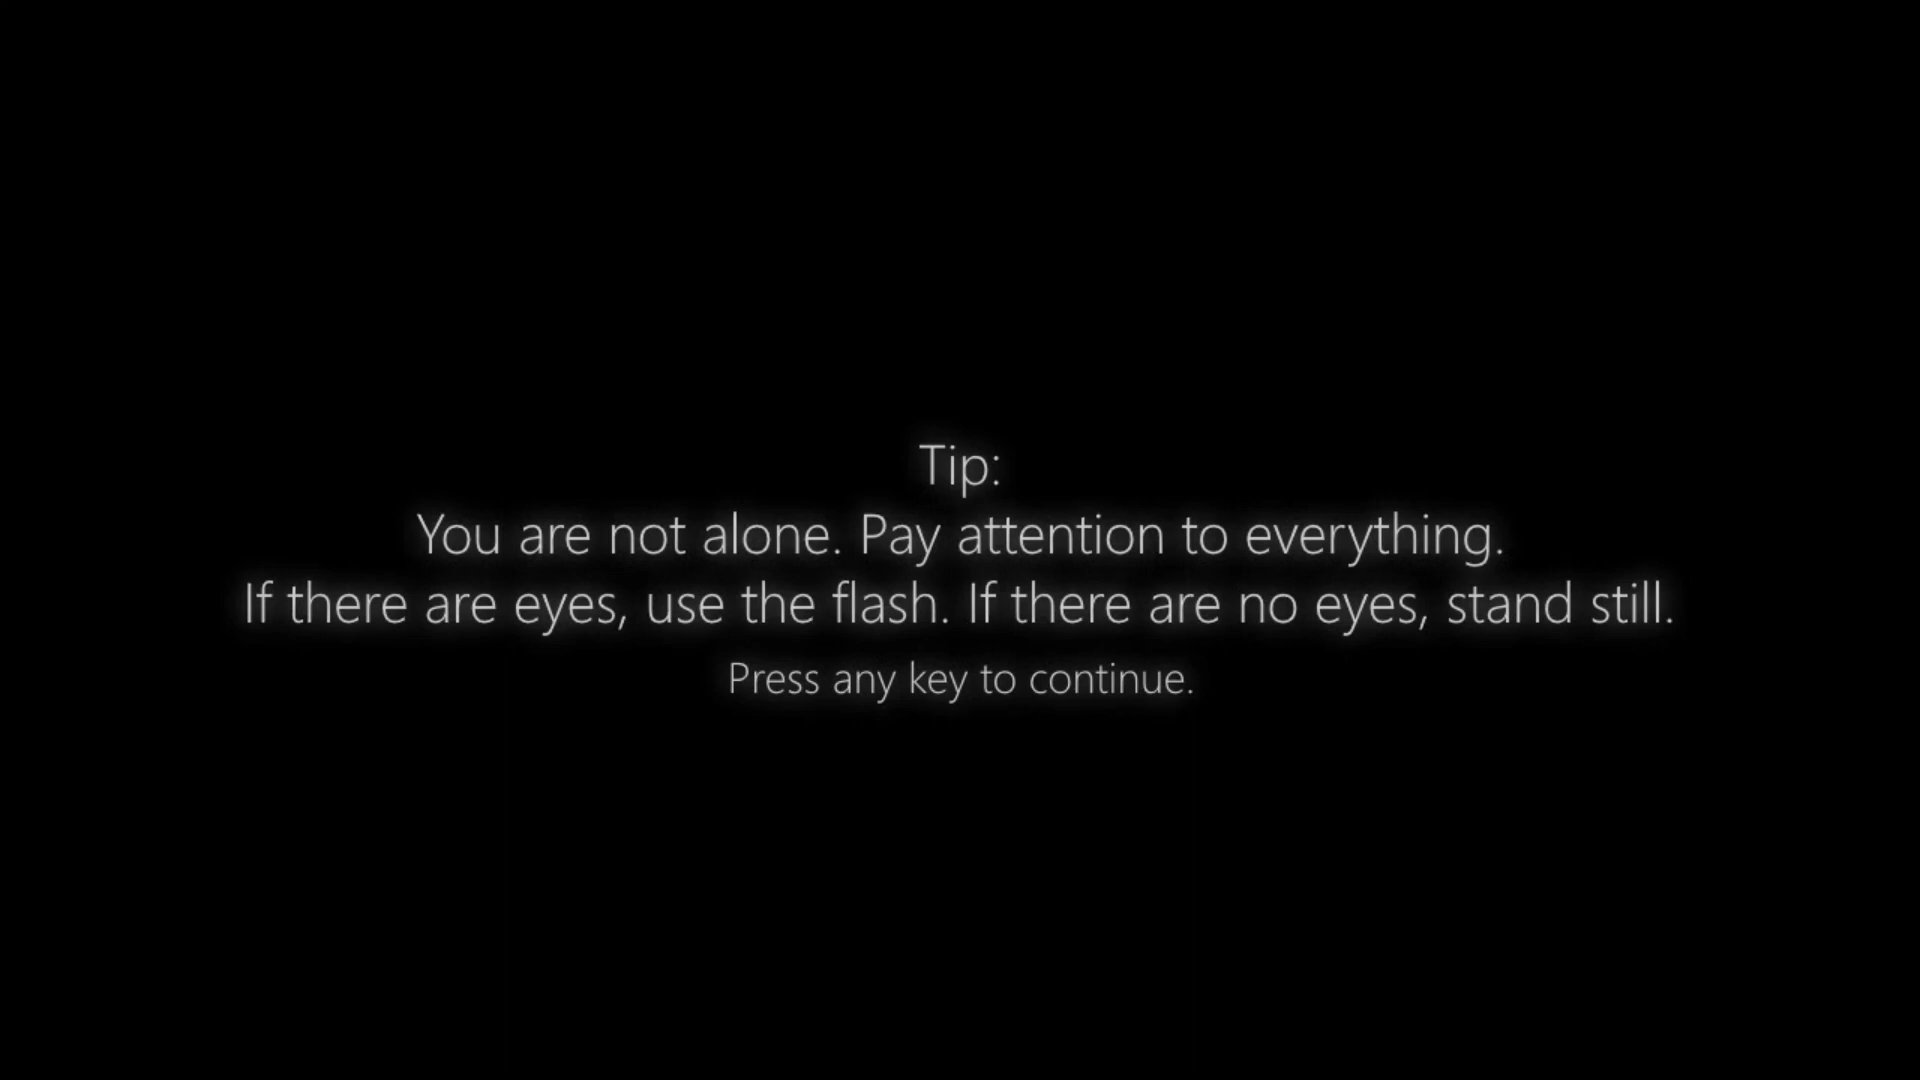 Tip:
You are not alone. Pay attention to everything.
If there are eyes, use the flash. If there are no eyes, stand still.
Press any key to continue.